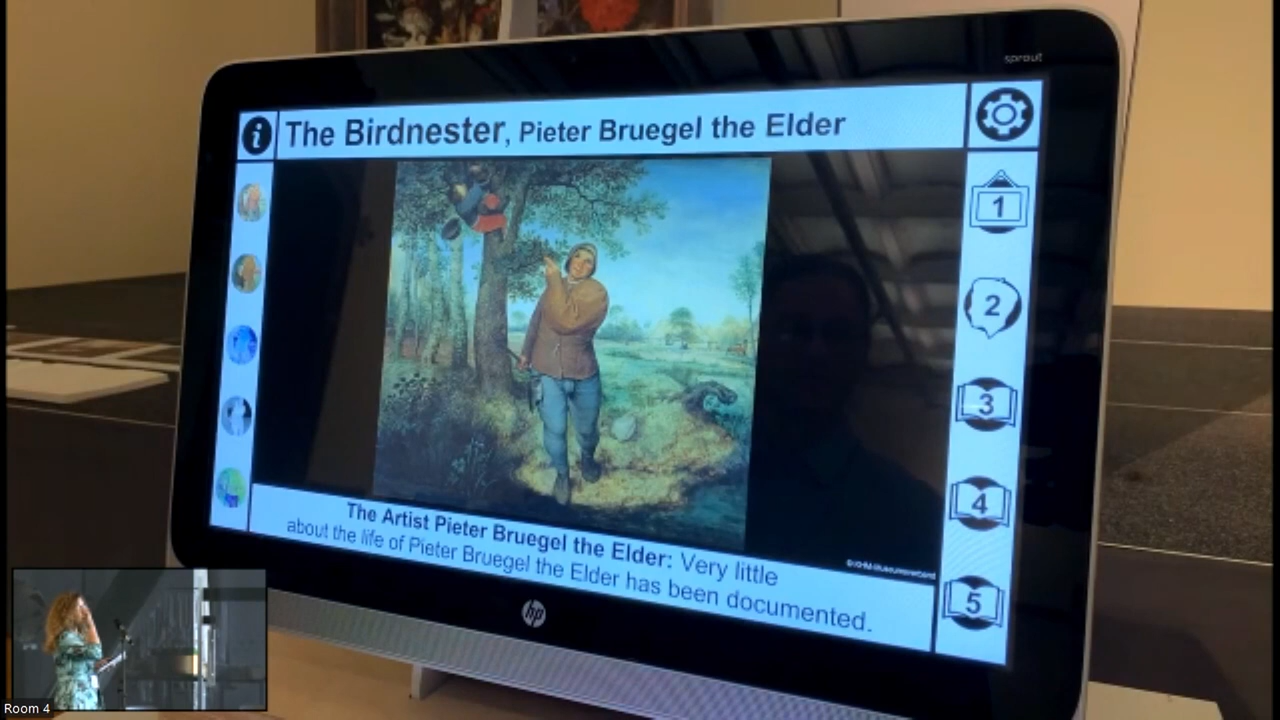 sprout
The Birdnester, Pieter Bruegel the Elder
1
2
3
4
5
The Artist Pieter Bruegel the Elder: Very little
about the life of Pieter Bruegel the Elder has been documented.
hp
Room 4